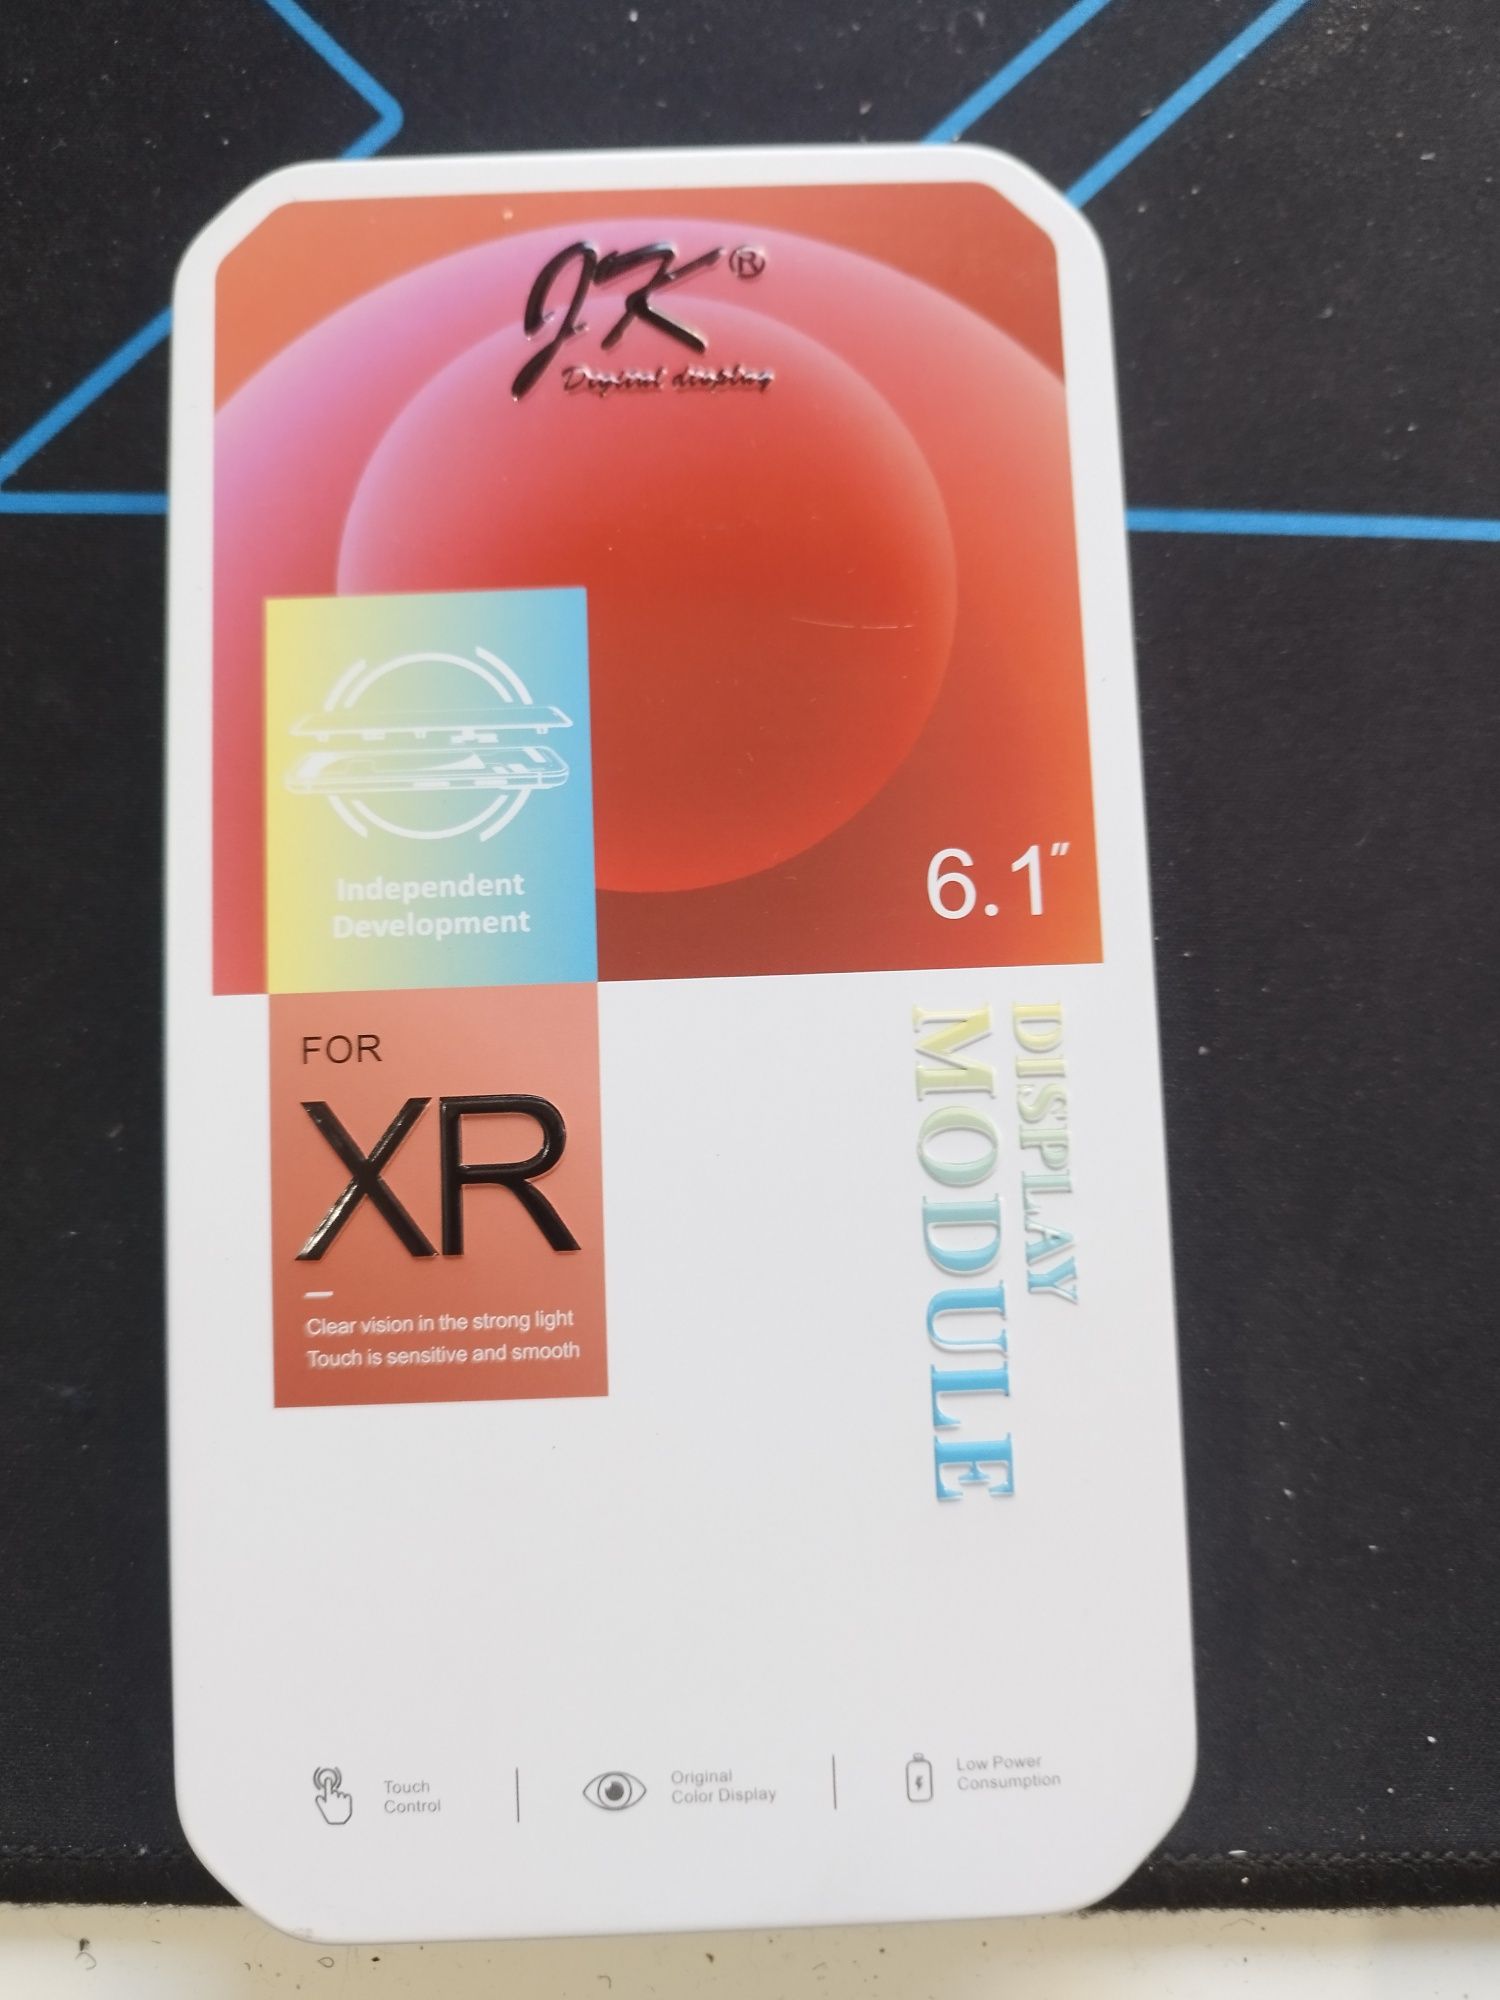 JK®
Digital display
Independent
Development
6.1"
FOR
XR
Clear vision in the strong light
Touch is sensitive and smooth
DISPLAY
MODULE
Touch
Control
Original
Color Display
Low Power
Consumption